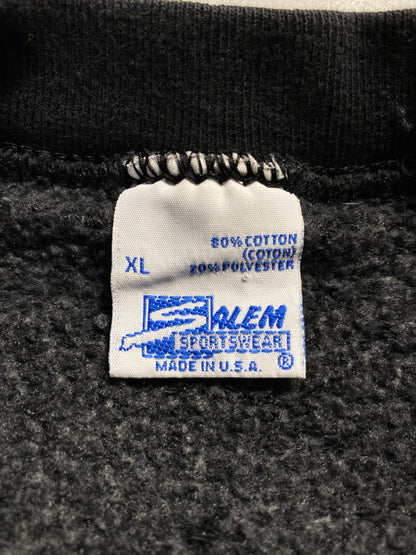 80% COTTON
(COTON)
XL
20% POLYESTER
SALEM
SPORTSWEAR
MADE IN U.S.A. ®